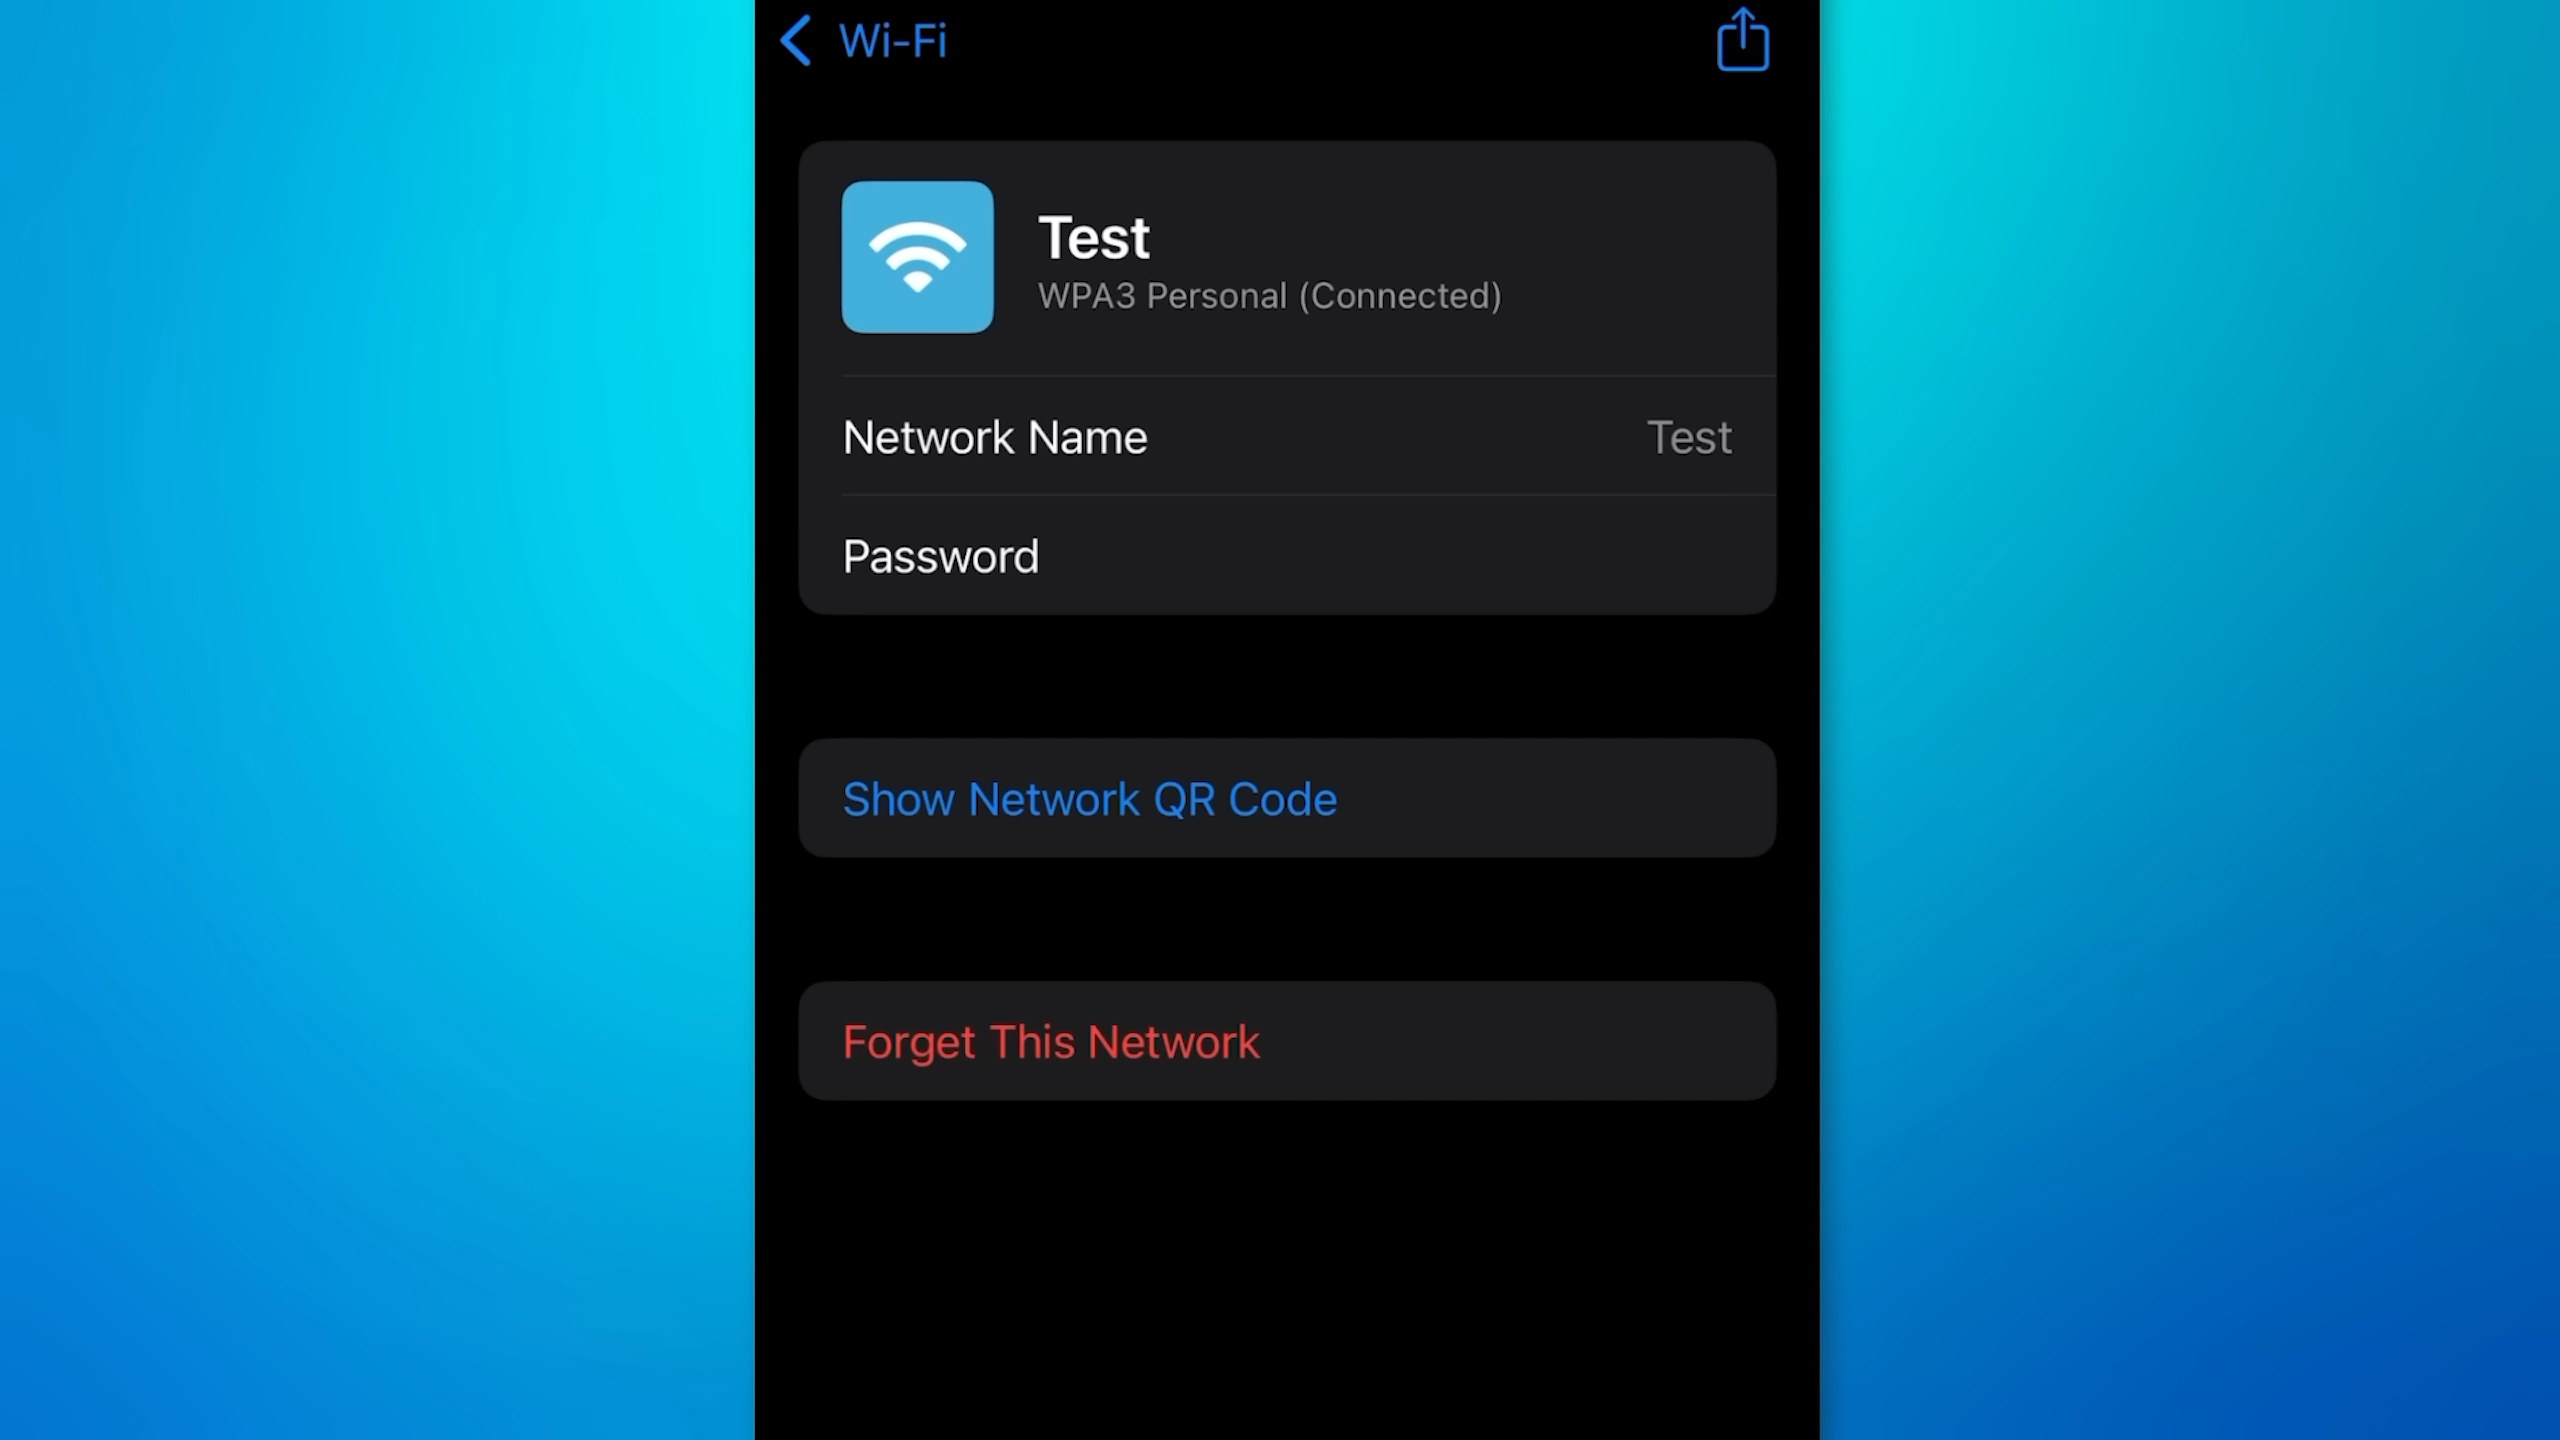 Wi-Fi
Test
WPA3 Personal (Connected)
Network Name Test
Password
Show Network QR Code
Forget This Network